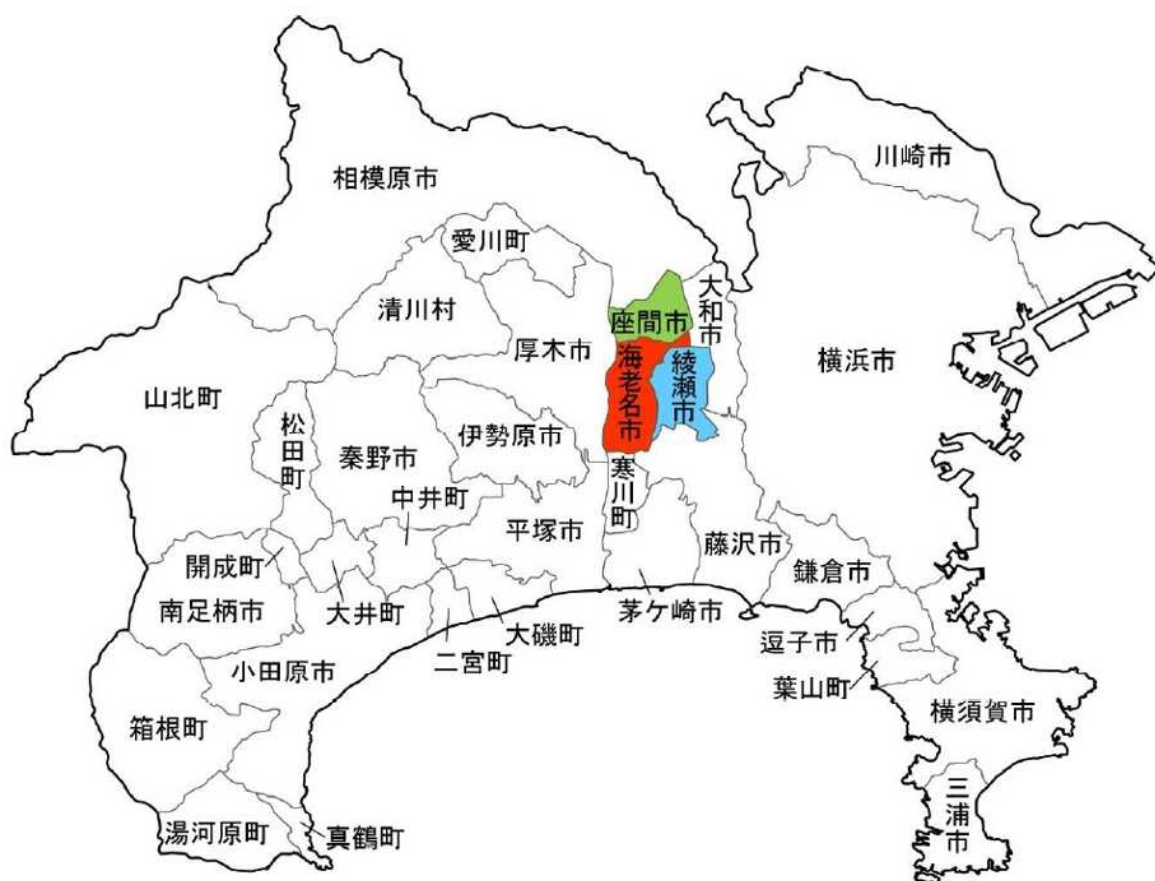 川崎市
相模原市
愛川町
大和市
清川村
座間市
厚木市
海老名市
綾瀬市
横浜市
山北町
松田町
伊勢原市
秦野市
寒川町
中井町
平塚市
藤沢市
開成町
鎌倉市
南足柄市
大井町
大磯町
茅ケ崎市
二宮町
逗子市
小田原市
葉山町
箱根町
横須賀市
三浦市
湯河原町
真鶴町